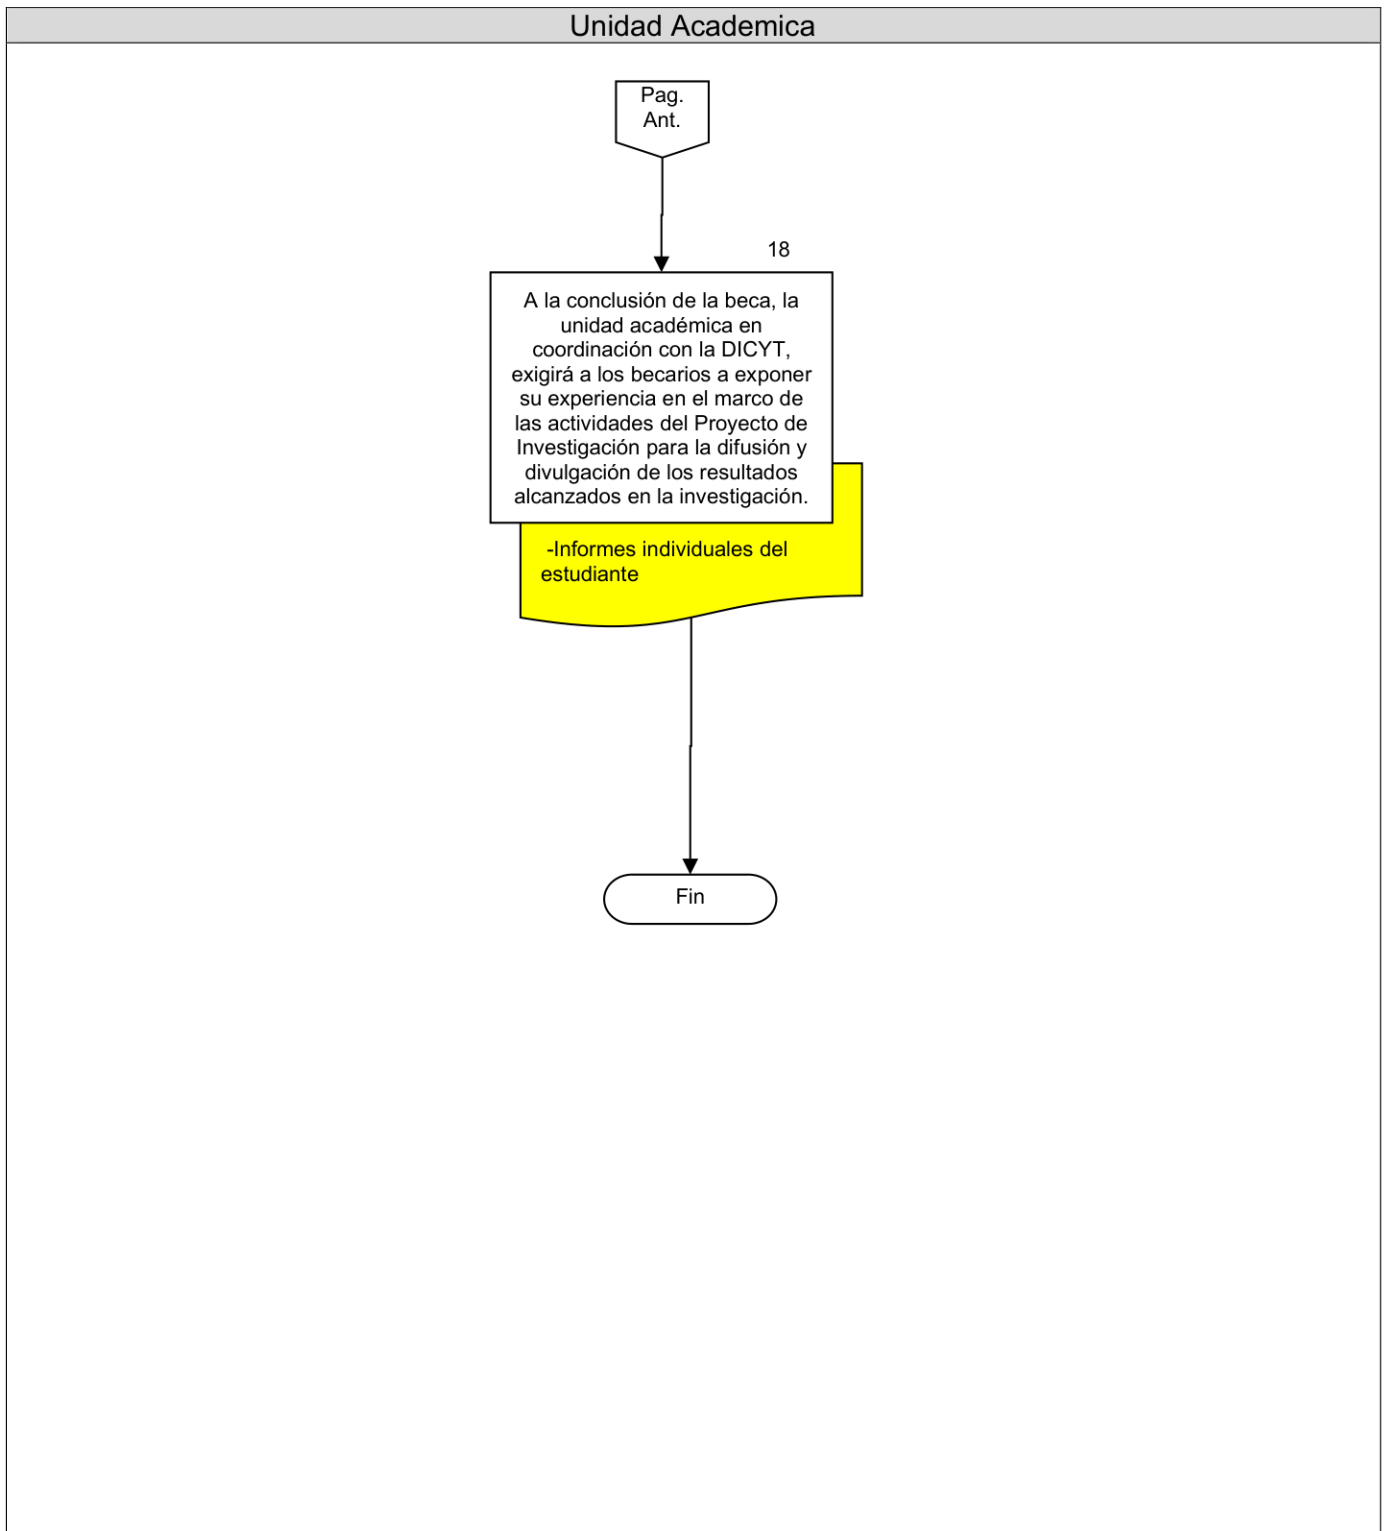 Unidad Academica
Pag.
Ant.
18
A la conclusión de la beca, la
unidad académica en
coordinación con la DICYT,
exigirá a los becarios a exponer
su experiencia en el marco de
las actividades del Proyecto de
Investigación para la difusión y
divulgación de los resultados
alcanzados en la investigación.
-Informes individuales del
estudiante
Fin